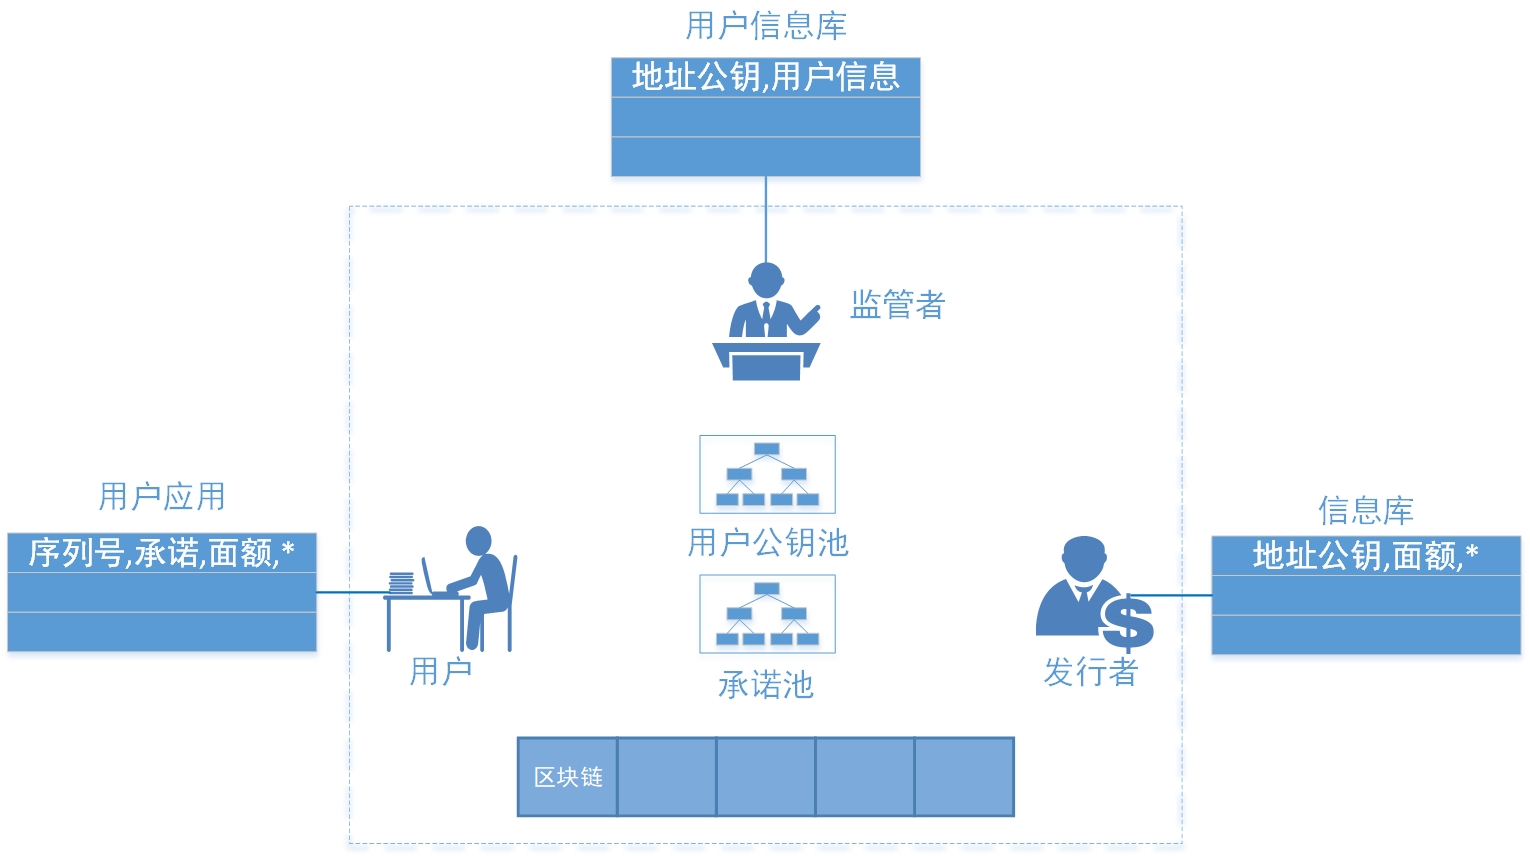 用户信息库
地址公钥,用户信息
监管者
用户应用
序列号,承诺,面额,*
用户
用户公钥池
承诺池
信息库
地址公钥,面额,*
发行者
区块链